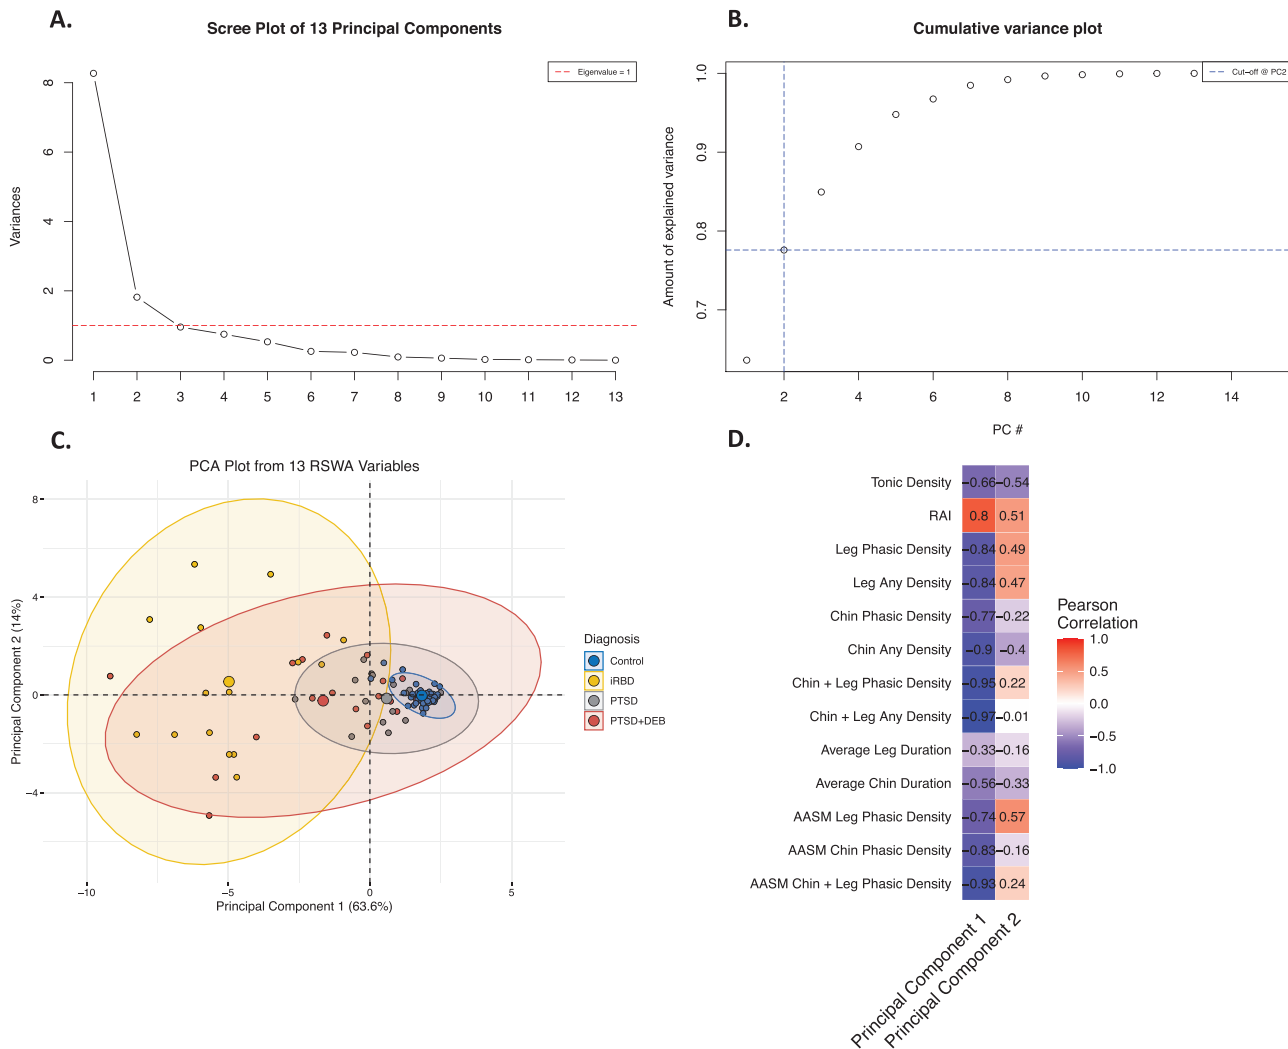 A.
Scree Plot of 13 Principal Components
Eigenvalue = 1
Variances
8
6
4
2
0
1 2 3 4 5 6 7 8 9 10 11 12 13
B.
Cumulative variance plot
Cut−off @ PC2
Amount of explained variance
1.0
0.9
0.8
0.7
2 4 6 8 10 12 14
PC #
C.
PCA Plot from 13 RSWA Variables
Principal Component 2 (14%)
8
4
0
−4
−10 −5 0 5
Principal Component 1 (63.6%)
Diagnosis
Control
iRBD
PTSD
PTSD+DEB
D.
Tonic Density −0.66 −0.54
RAI 0.8 0.51
Leg Phasic Density −0.84 0.49
Leg Any Density −0.84 0.47
Chin Phasic Density −0.77 −0.22
Chin Any Density −0.9 −0.4
Chin + Leg Phasic Density −0.95 0.22
Chin + Leg Any Density −0.97 −0.01
Average Leg Duration −0.33 −0.16
Average Chin Duration −0.56 −0.33
AASM Leg Phasic Density −0.74 0.57
AASM Chin Phasic Density −0.83 −0.16
AASM Chin + Leg Phasic Density −0.93 0.24
Principal Component 1
Principal Component 2
Pearson
Correlation
1.0
0.5
0.0
−0.5
−1.0